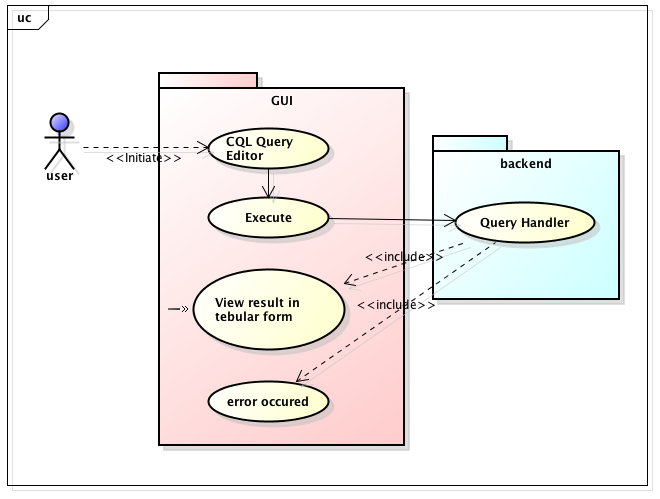 uc
GUI
CQL Query
Editor
<<Initiate>>
user
backend
Execute
Query Handler
<<include>>
View result in
tebular form
<<include>>
error occured